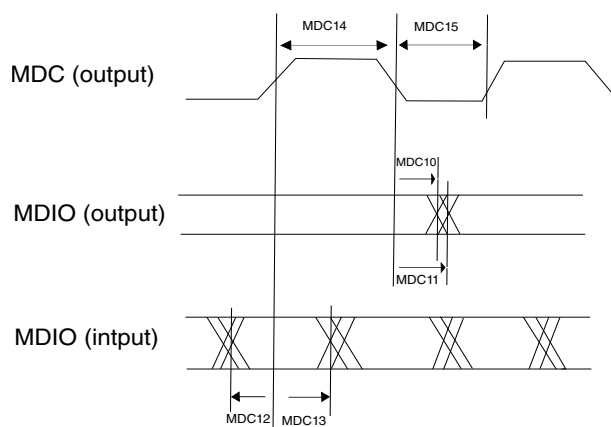 MDC14
MDC15
MDC (output)
MDC10
MDIO (output)
MDC11
MDIO (intput)
MDC12
MDC13